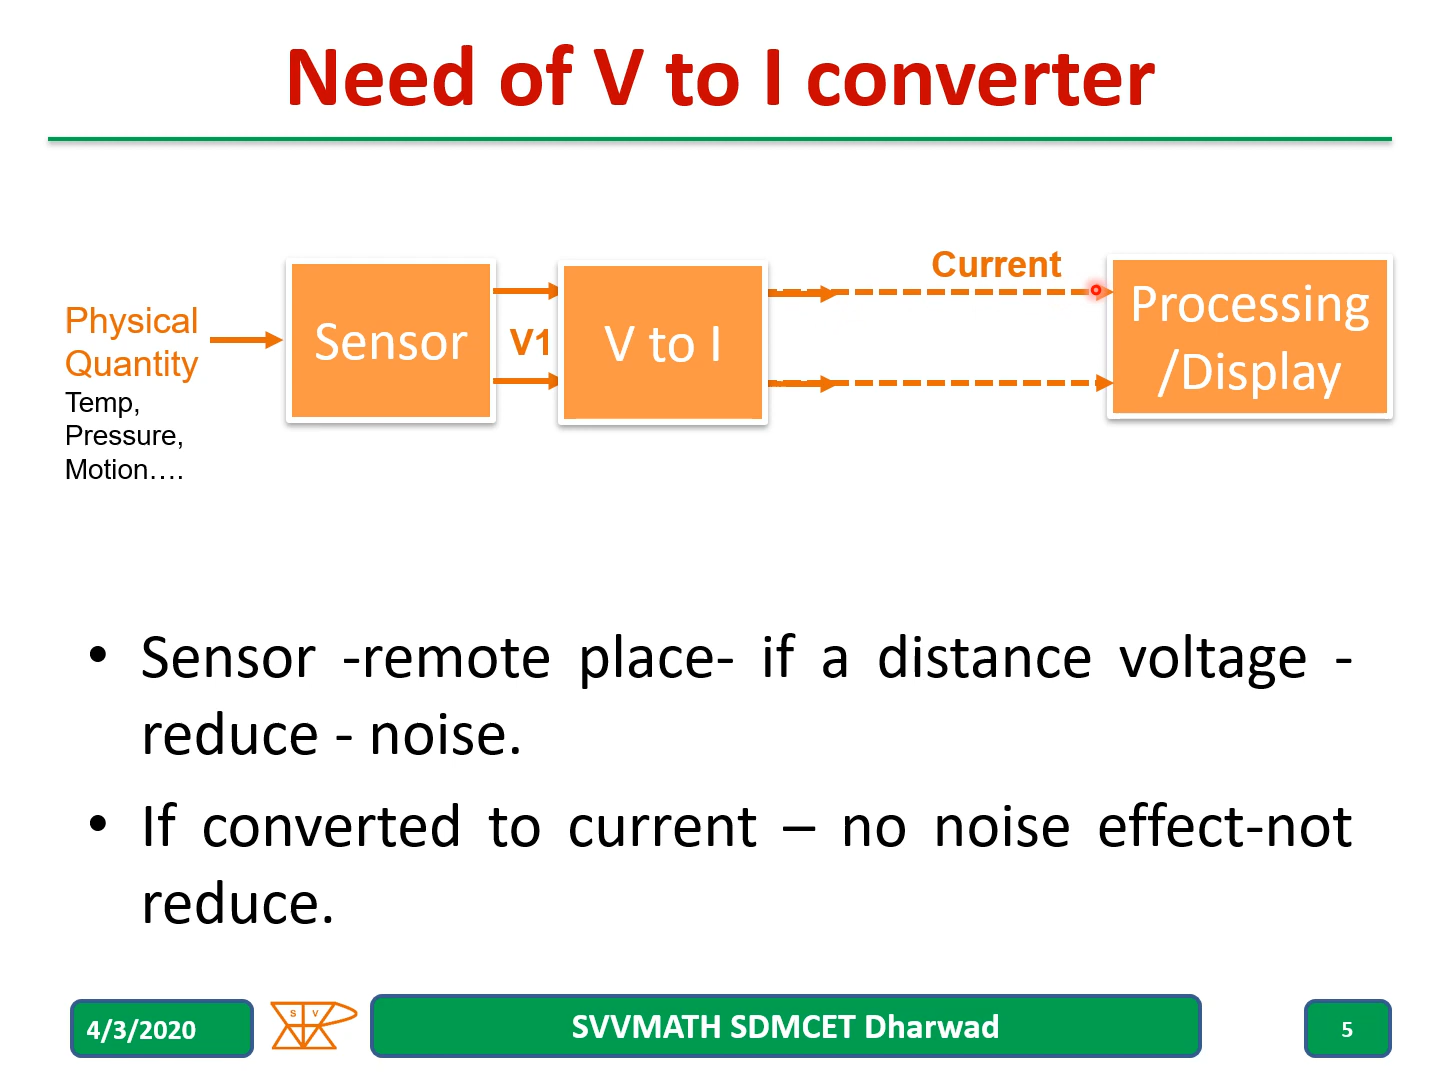 Need of V to I converter
Current
Physical
Quantity
Temp,
Pressure,
Motion....
Sensor
V1
V to I
Processing
/Display
• Sensor -remote place- if a distance voltage -
reduce - noise.
• If converted to current – no noise effect-not
reduce.
4/3/2020
S V
SVVMATH SDMCET Dharwad
5